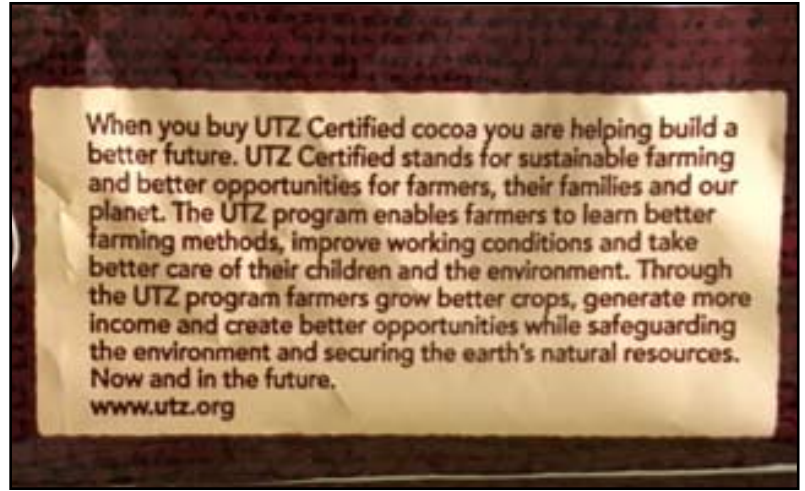 When you buy UTZ Certified cocoa you are helping build a
better future. UTZ Certified stands for sustainable farming
and better opportunities for farmers, their families and our
planet. The UTZ program enables farmers to learn better
farming methods, improve working conditions and take
better care of their children and the environment. Through
the UTZ program farmers grow better crops, generate more
income and create better opportunities while safeguarding
the environment and securing the earth's natural resources.
Now and in the future.
www.utz.org